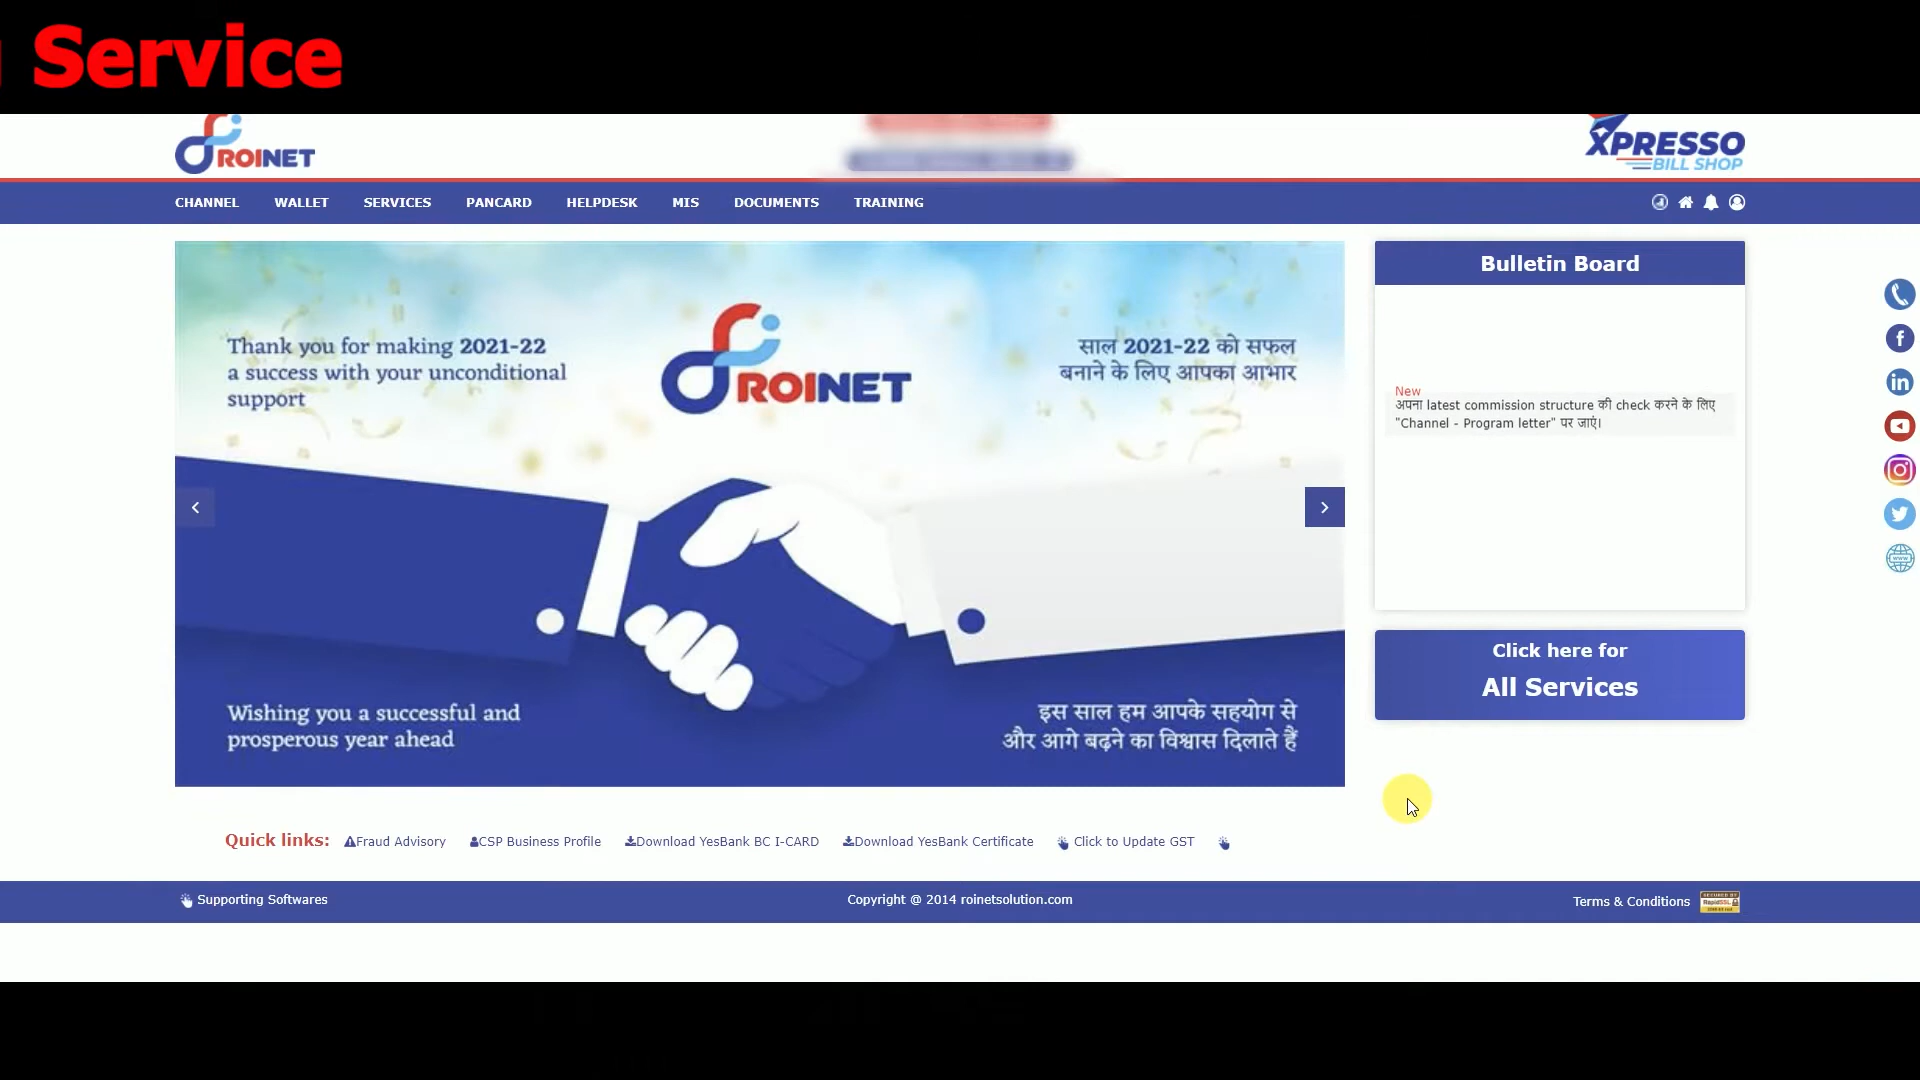 Service
ROINET
XPRESSO
BILL SHOP
CHANNEL WALLET SERVICES PANCARD HELPDESK MIS DOCUMENTS TRAINING
Thank you for making 2021-22
a success with your unconditional
support
ROINET
साल 2021-22 को सफल
बनाने के लिए आपका आभार
Wishing you a successful and
prosperous year ahead
इस साल हम आपके सहयोग से
और आगे बढ़ने का विश्वास दिलाते हैं
Bulletin Board
New
अपना latest commission structure की check करने के लिए
"Channel - Program letter" पर जाएं।
Click here for
All Services
Quick links: Fraud Advisory CSP Business Profile Download YesBank BC I-CARD Download YesBank Certificate Click to Update GST
Supporting Softwares
Copyright @ 2014 roinetsolution.com
Terms & Conditions
SECURED BY
RapidSSL